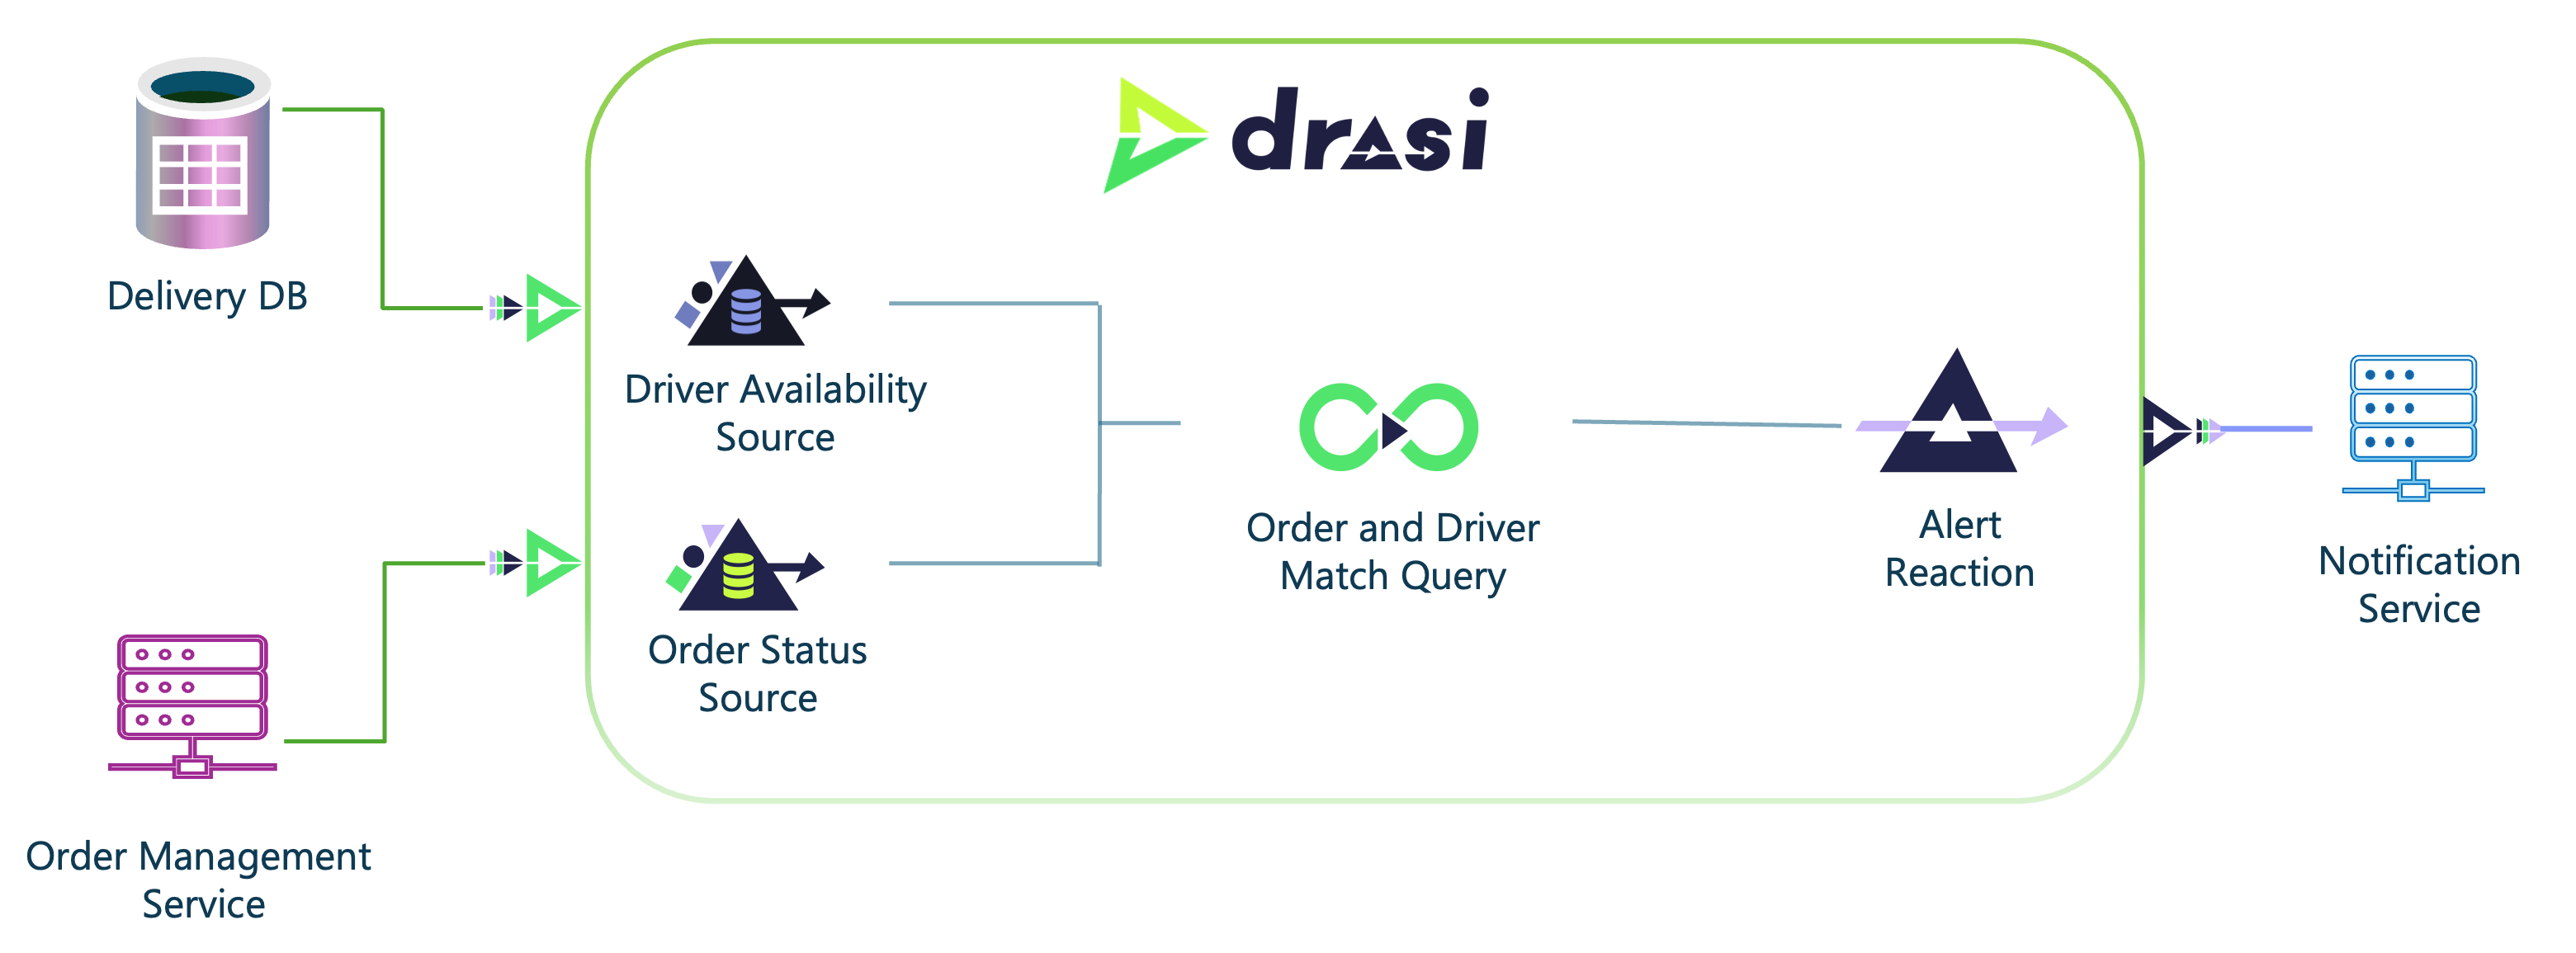 drasi
Delivery DB
Driver Availability
Source
Order Status
Source
Order and Driver
Match Query
Alert
Reaction
Notification
Service
Order Management
Service